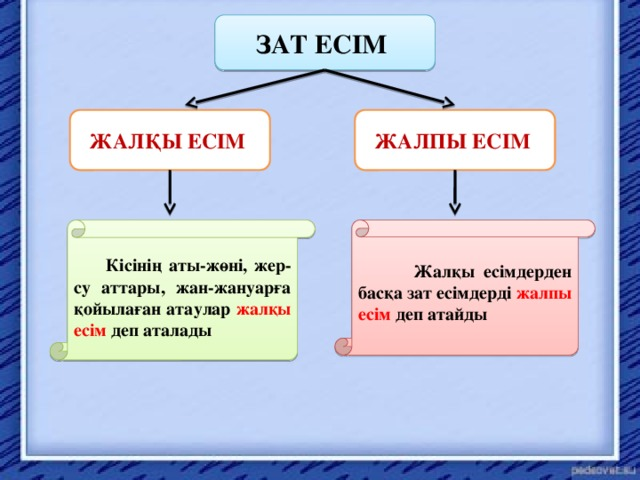 ЗАТ ЕСІМ
ЖАЛҚЫ ЕСІМ
ЖАЛПЫ ЕСІМ
Кісінің аты-жөні, жер-
су аттары, жан-жануарға
қойылаған атаулар жалқы
есім деп аталады
Жалқы есімдерден
басқа зат есімдерді жалпы
есім деп атайды
pedsovet.su